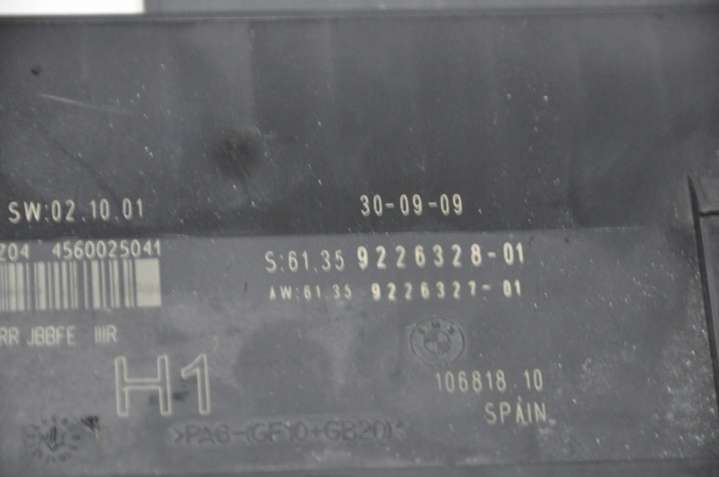 SW:02.10.01
30-09-09
204 4560025041
S:61.35 9226328-01
AW:61.35 9226327-01
RR JBBFE IIIR
H1
106818.10
SPAIN
>PA6-(GF10+GB20)<